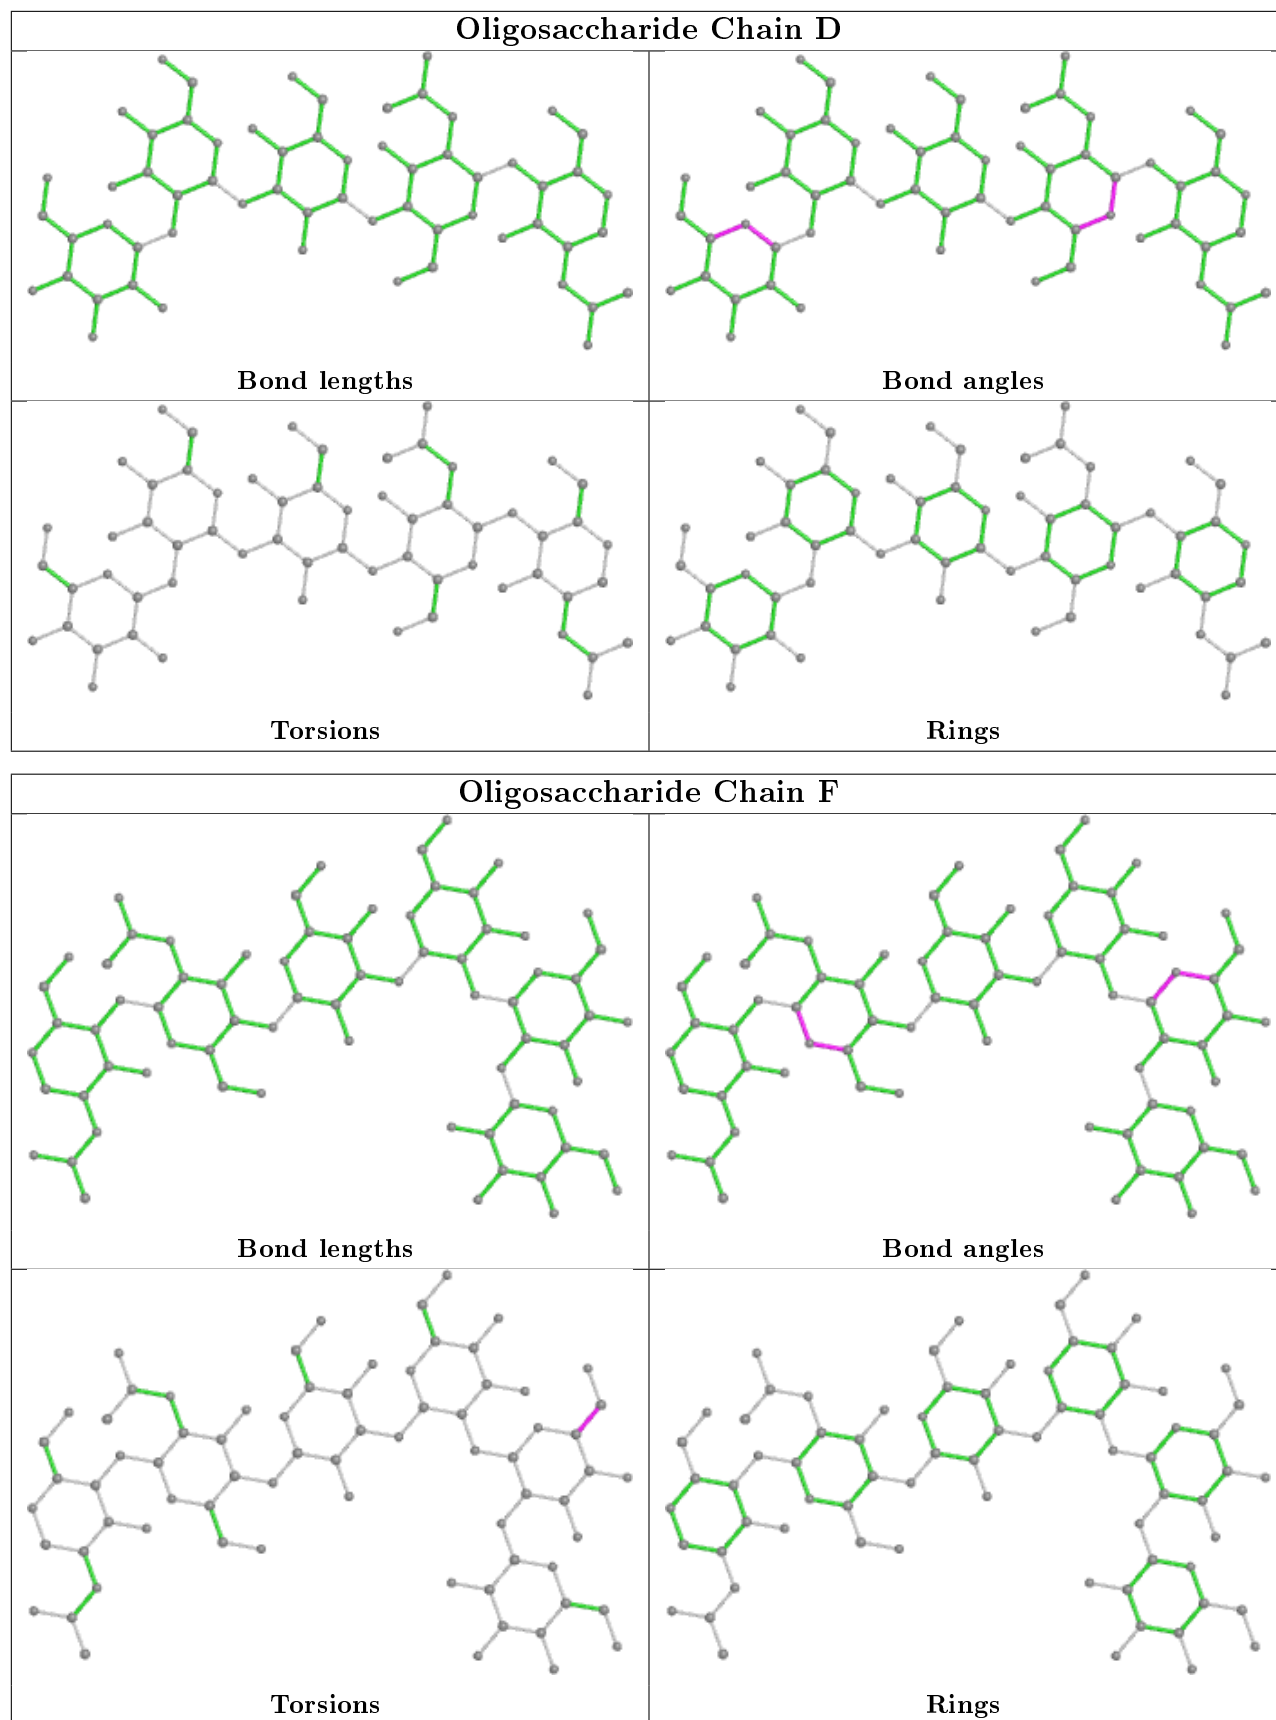 Oligosaccharide Chain D
Bond lengths
Bond angles
Torsions
Rings
Oligosaccharide Chain F
Bond lengths
Bond angles
Torsions
Rings